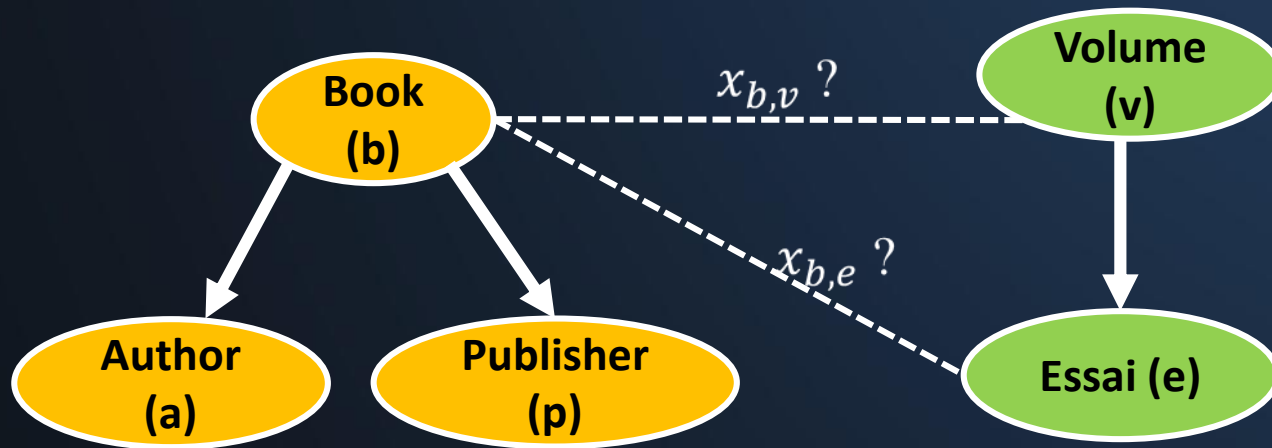 Book
(b)
x_{b,v} ?
Volume
(v)
x_{b,e} ?
Author
(a)
Publisher
(p)
Essai (e)